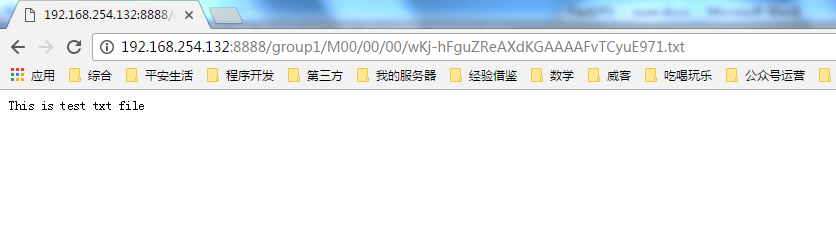 192.168.254.132:8888/
192.168.254.132:8888/group1/M00/00/00/wKj-hFguZReAXdKGAAAAFvTCyuE971.txt
应用 综合 平安生活 程序开发 第三方 我的服务器 经验借鉴 数学 威客 吃喝玩乐 公众号运营
This is test txt file